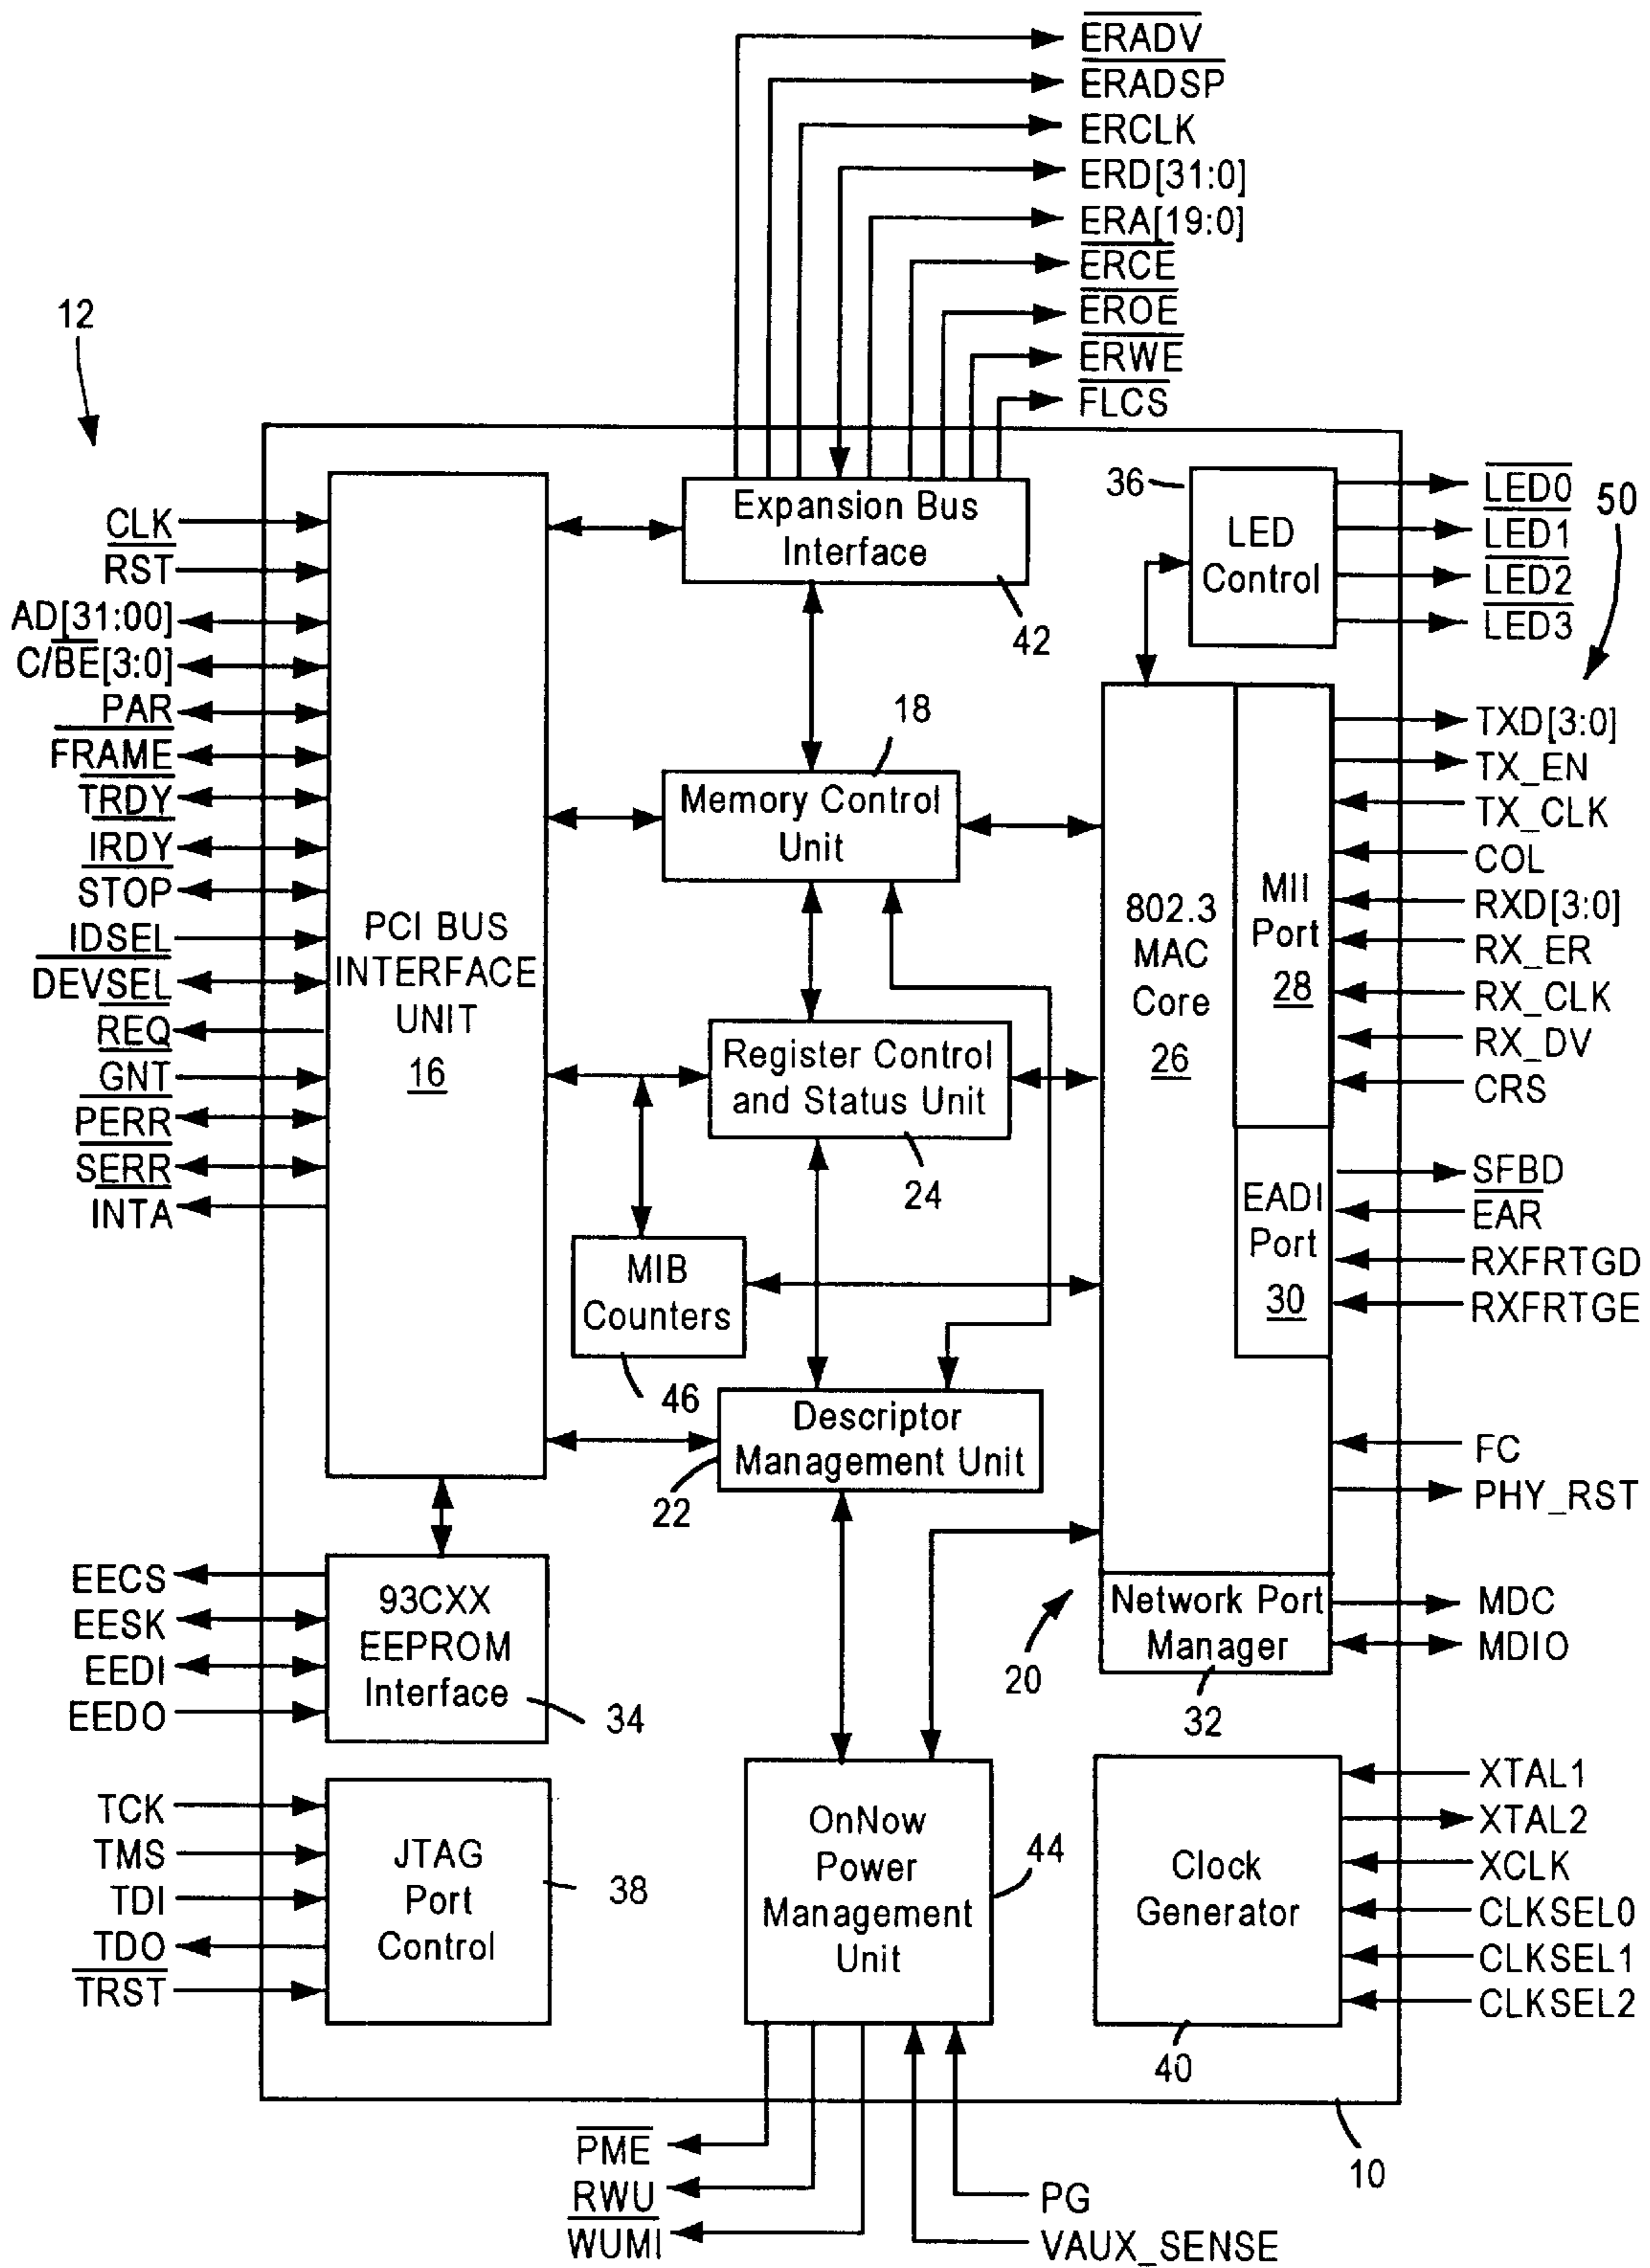 ERADV
ERADSP
ERCLK
ERD[31:0]
ERA[19:0]
ERCE
EROE
ERWE
FLCS
12
CLK
RST
AD[31:00]
C/BE[3:0]
PAR
FRAME
TRDY
IRDY
STOP
IDSEL
DEVSEL
REQ
GNT
PERR
SERR
INTA
PCI BUS
INTERFACE
UNIT
16
Expansion Bus
Interface
42
36
LED
Control
LED0
LED1
LED2
LED3
50
18
Memory Control
Unit
802.3
MAC
Core
26
MII
Port
28
TXD[3:0]
TX_EN
TX_CLK
COL
RXD[3:0]
RX_ER
RX_CLK
RX_DV
CRS
Register Control
and Status Unit
24
EADI
Port
30
SFBD
EAR
RXFRTGD
RXFRTGE
MIB
Counters
46
Descriptor
Management Unit
22
FC
PHY_RST
EECS
EESK
EEDI
EEDO
93CXX
EEPROM
Interface
34
20
Network Port
Manager
32
MDC
MDIO
TCK
TMS
TDI
TDO
TRST
JTAG
Port
Control
38
OnNow
Power
Management
Unit
44
Clock
Generator
40
XTAL1
XTAL2
XCLK
CLKSEL0
CLKSEL1
CLKSEL2
10
PME
RWU
WUMI
PG
VAUX_SENSE